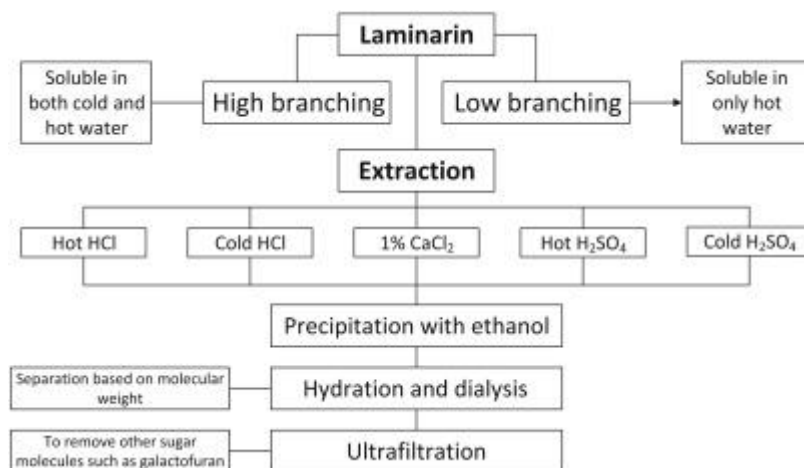 Laminarin
Soluble in
both cold and
hot water
High branching
Low branching
Soluble in
only hot
water
Extraction
Hot HCl
Cold HCl
1% CaCl₂
Hot H₂SO₄
Cold H₂SO₄
Precipitation with ethanol
Separation based on molecular
weight
Hydration and dialysis
To remove other sugar
molecules such as galactofuran
Ultrafiltration